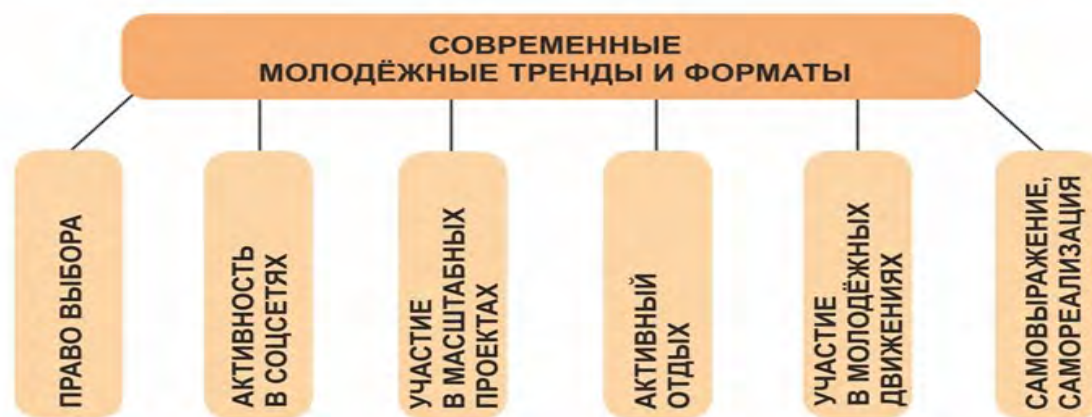 СОВРЕМЕННЫЕ
МОЛОДЁЖНЫЕ ТРЕНДЫ И ФОРМАТЫ
ПРАВО ВЫБОРА
АКТИВНОСТЬ
В СОЦСЕТЯХ
УЧАСТИЕ
В МАСШТАБНЫХ
ПРОЕКТАХ
АКТИВНЫЙ
ОТДЫХ
УЧАСТИЕ
В МОЛОДЁЖНЫХ
ДВИЖЕНИЯХ
САМОВЫРАЖЕНИЕ,
САМОРЕАЛИЗАЦИЯ